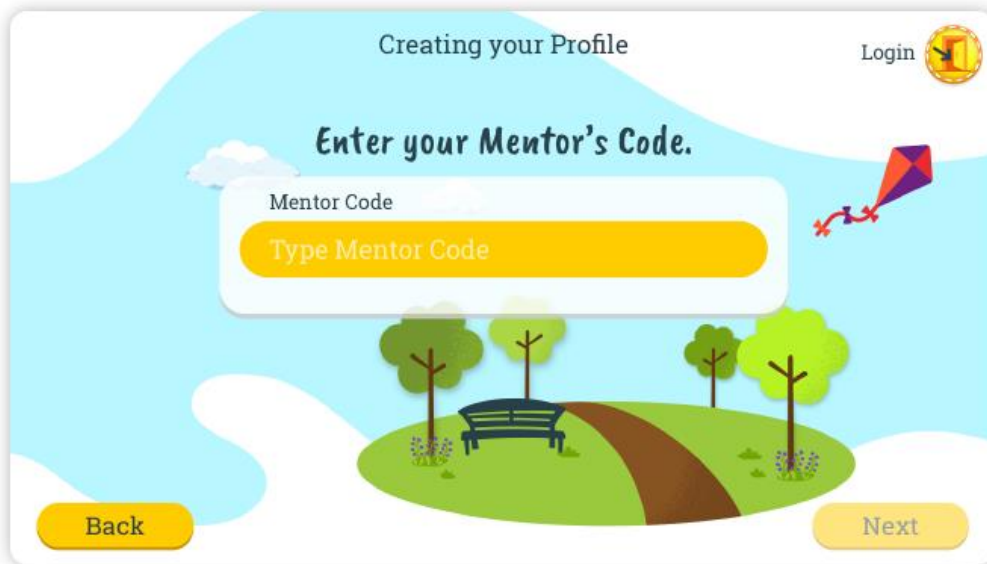 Creating your Profile
Login
Enter your Mentor's Code.
Mentor Code
Type Mentor Code
Back
Next